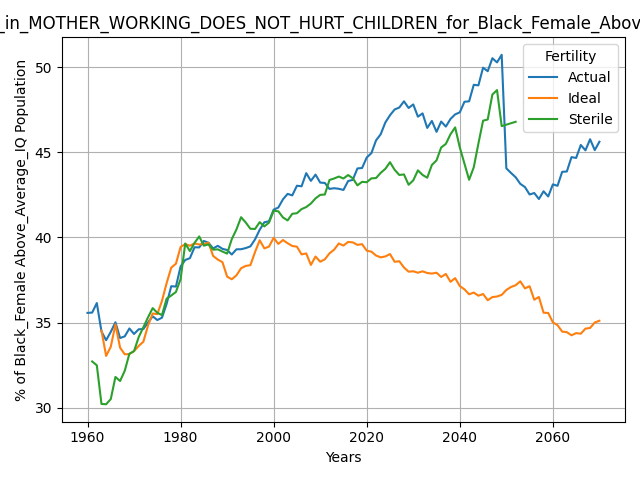 _in_MOTHER_WORKING_DOES_NOT_HURT_CHILDREN_for_Black_Female_Above
% of Black_Female Above_Average_IQ Population
50
45
40
35
30
Fertility
Actual
Ideal
Sterile
1960
1980
2000
2020
2040
2060
Years